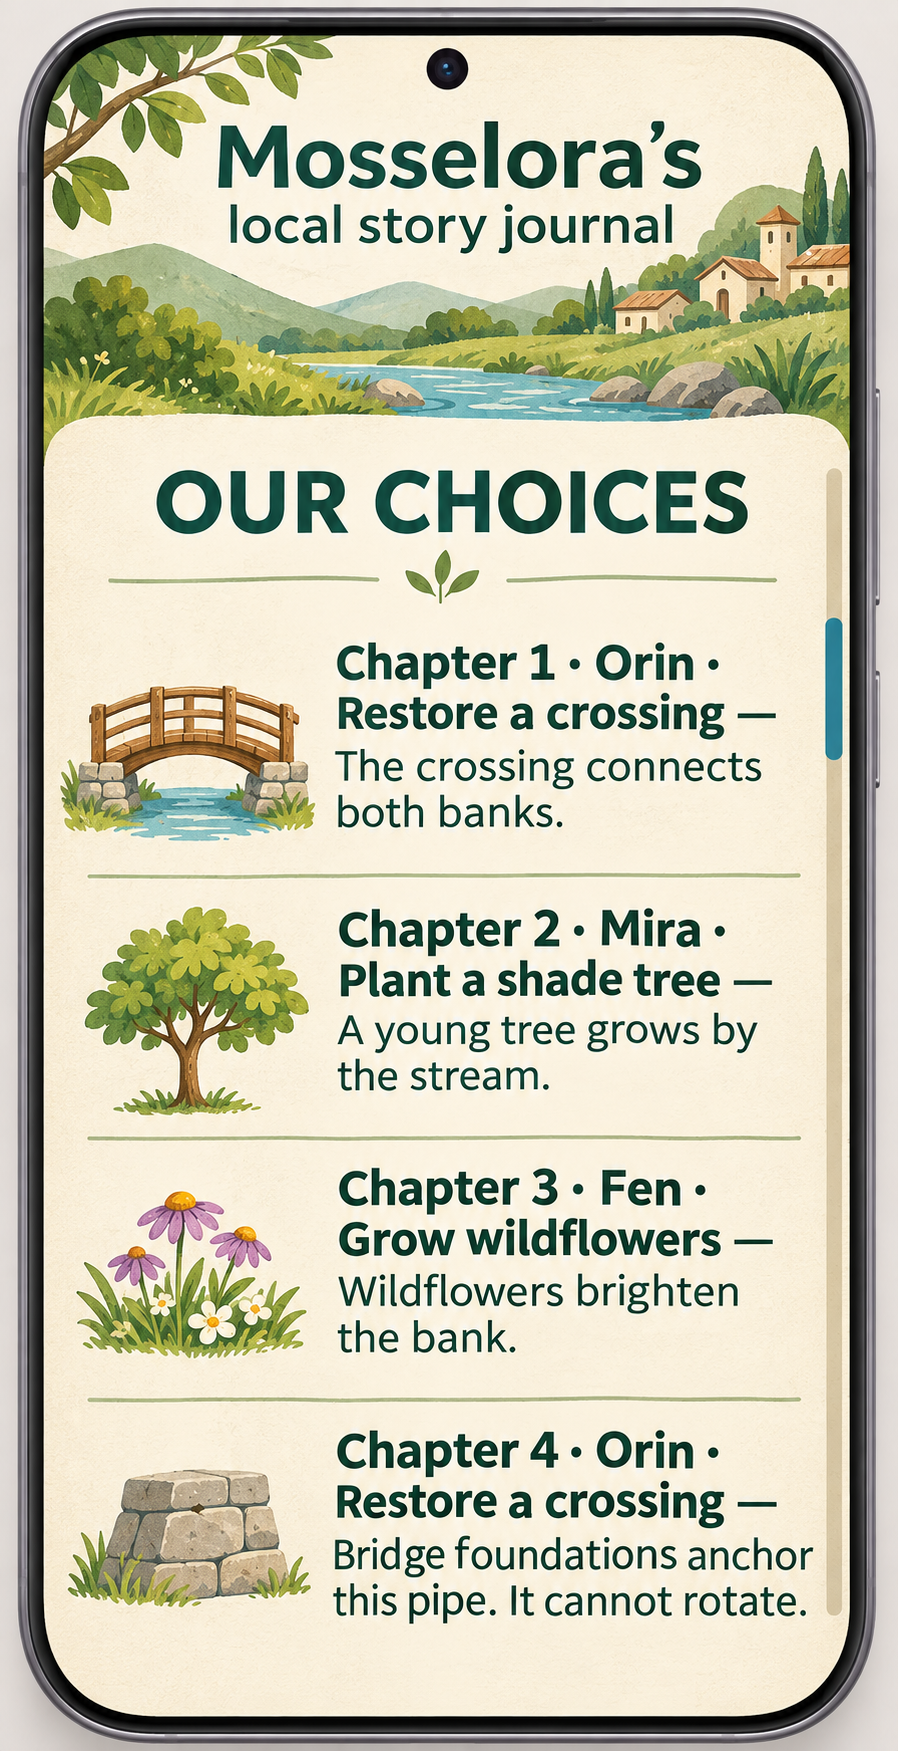 Mosselora’s
local story journal
OUR CHOICES
Chapter 1 · Orin ·
Restore a crossing —
The crossing connects
both banks.
Chapter 2 · Mira ·
Plant a shade tree —
A young tree grows by
the stream.
Chapter 3 · Fen ·
Grow wildflowers —
Wildflowers brighten
the bank.
Chapter 4 · Orin ·
Restore a crossing —
Bridge foundations anchor
this pipe. It cannot rotate.